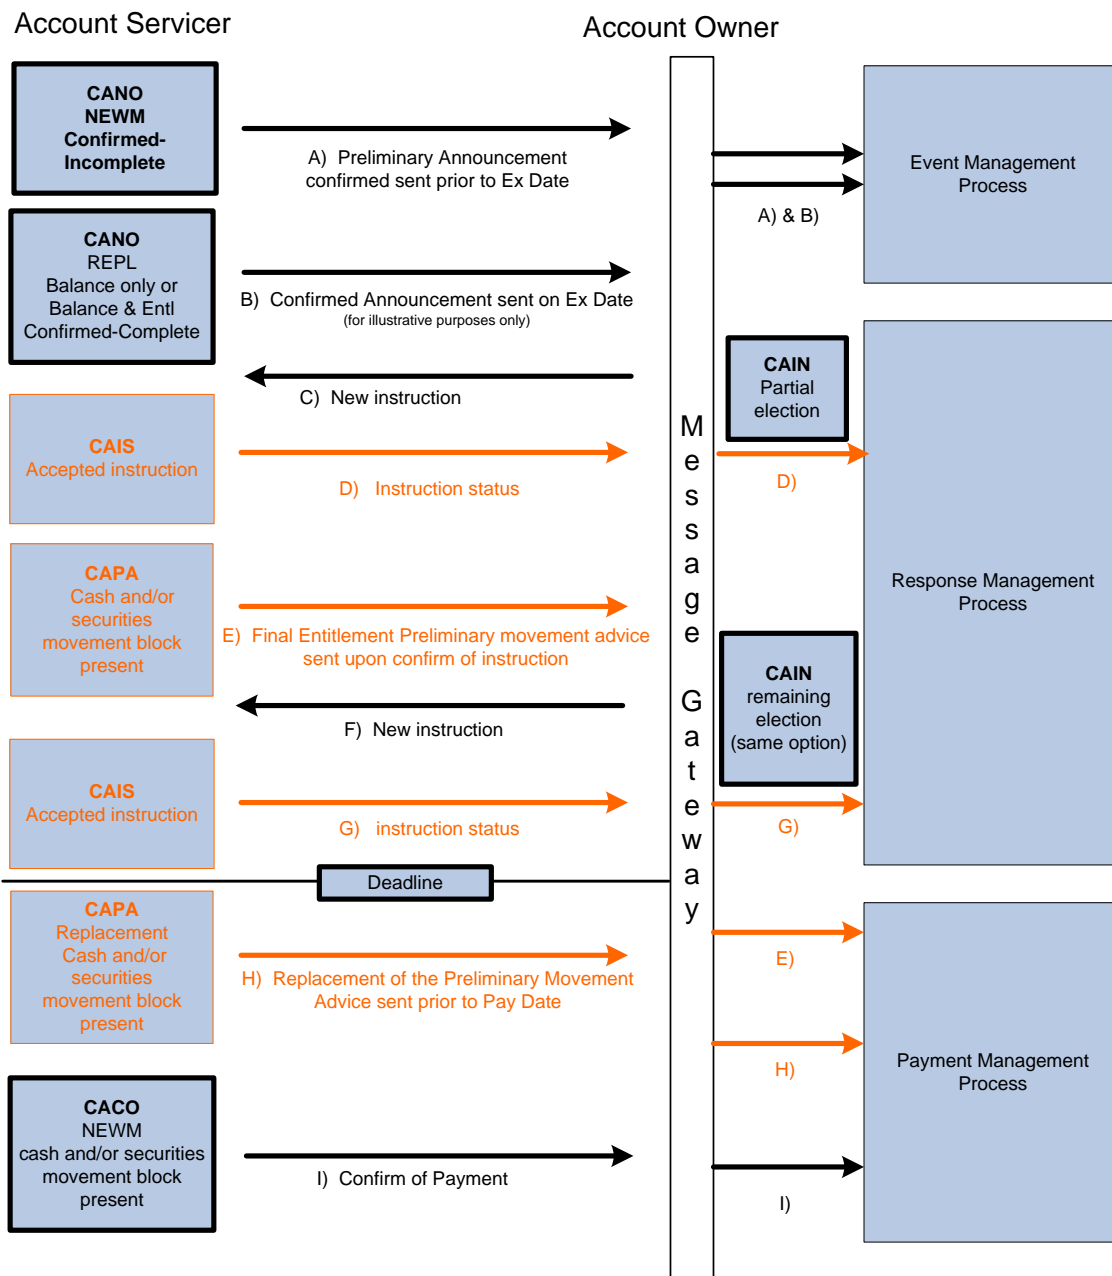 Account Servicer
Account Owner
CANO
NEWM
Confirmed-
Incomplete
A) Preliminary Announcement
confirmed sent prior to Ex Date
A) & B)
Event Management
Process
CANO
REPL
Balance only or
Balance & Entl
Confirmed-Complete
B) Confirmed Announcement sent on Ex Date
(for illustrative purposes only)
C) New instruction
CAIN
Partial
election
CAIS
Accepted instruction
D) Instruction status
D)
Message Gateway
Response Management
Process
CAPA
Cash and/or
securities
movement block
present
E) Final Entitlement Preliminary movement advice
sent upon confirm of instruction
F) New instruction
CAIN
remaining
election
(same option)
CAIS
Accepted instruction
G) instruction status
G)
Deadline
CAPA
Replacement
Cash and/or
securities
movement block
present
H) Replacement of the Preliminary Movement
Advice sent prior to Pay Date
E)
H)
Payment Management
Process
CACO
NEWM
cash and/or securities
movement block
present
I) Confirm of Payment
I)